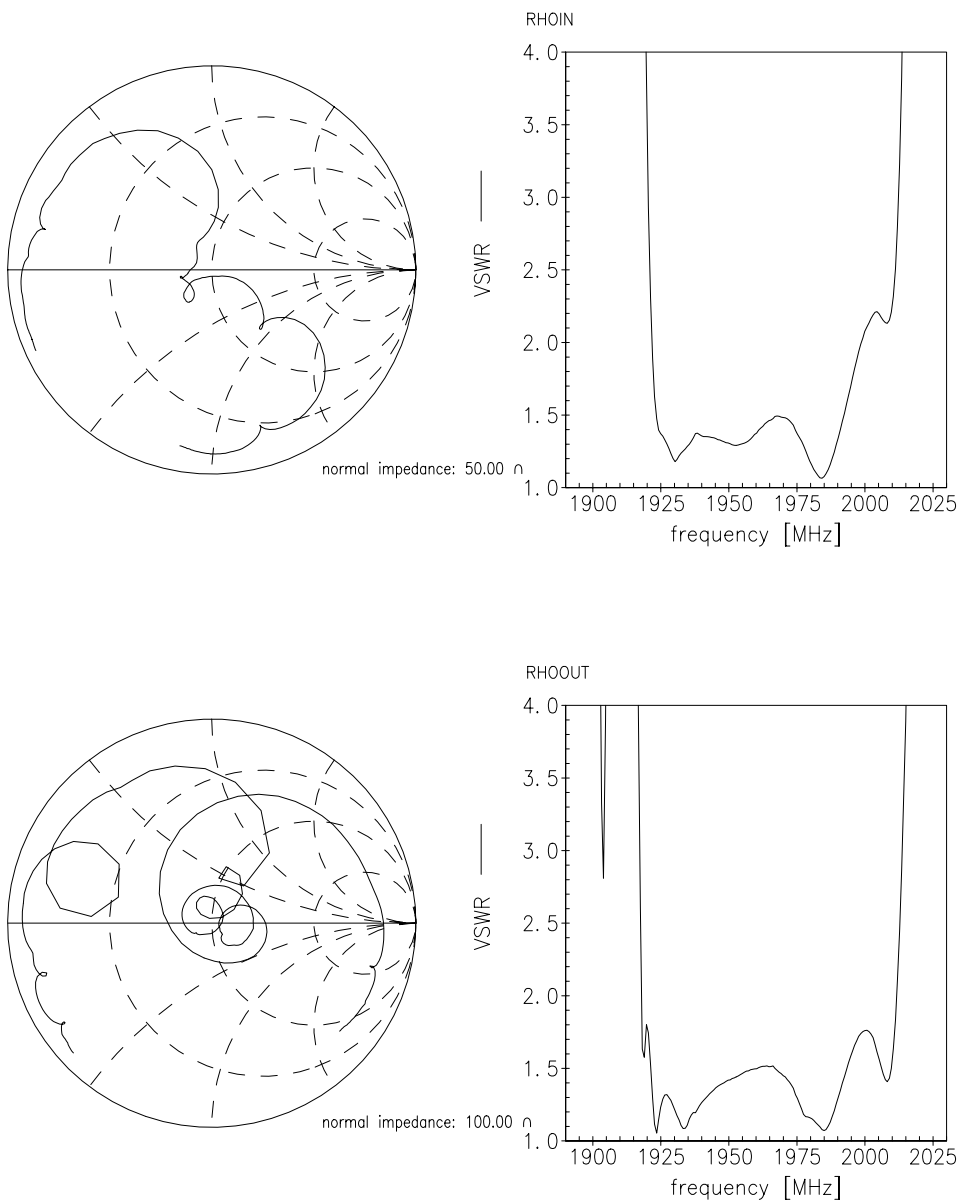 RHOIN
4.0
3.5
3.0
2.5
2.0
1.5
1.0
VSWR
1900 1925 1950 1975 2000 2025
frequency [MHz]
normal impedance: 50.00 Ω
RHOOUT
4.0
3.5
3.0
2.5
2.0
1.5
1.0
VSWR
1900 1925 1950 1975 2000 2025
frequency [MHz]
normal impedance: 100.00 Ω